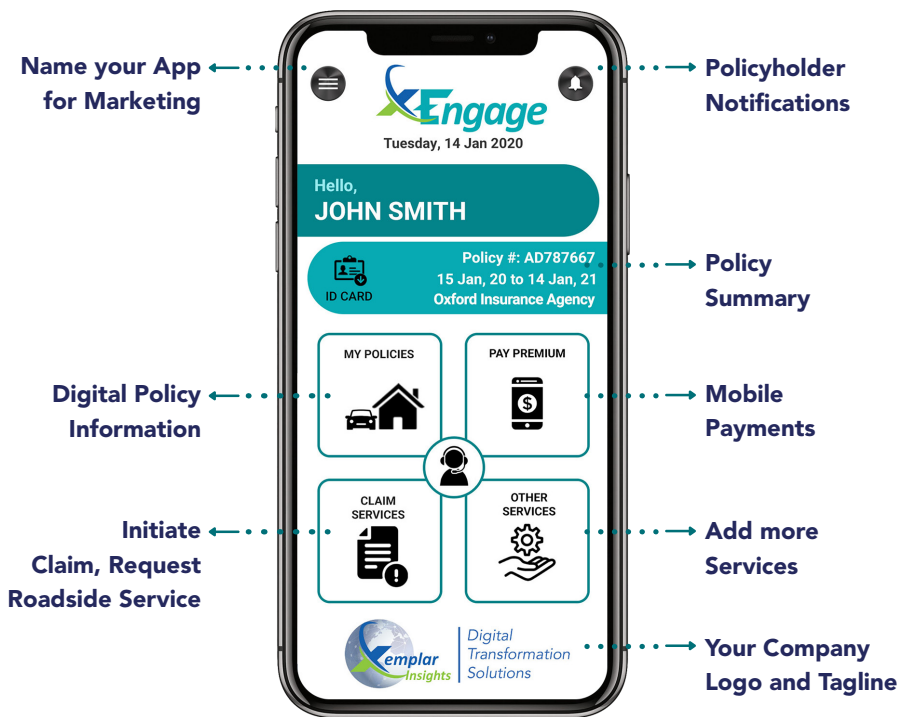 Name your App
for Marketing
Policyholder
Notifications
xEngage
Tuesday, 14 Jan 2020
Hello,
JOHN SMITH
ID CARD
Policy #: AD787667
15 Jan, 20 to 14 Jan, 21
Oxford Insurance Agency
Policy
Summary
MY POLICIES
PAY PREMIUM
$
Digital Policy
Information
Mobile
Payments
CLAIM
SERVICES
OTHER
SERVICES
!
Initiate
Claim, Request
Roadside Service
Add more
Services
Xemplar
Insights
Digital
Transformation
Solutions
Your Company
Logo and Tagline